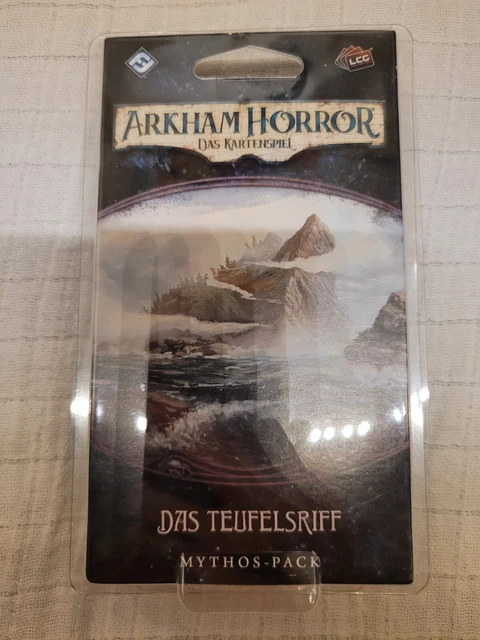 LCG
ARKHAM HORROR
DAS KARTENSPIEL
DAS TEUFELSRIFF
MYTHOS-PACK